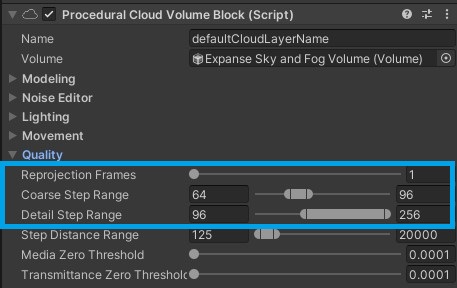 Procedural Cloud Volume Block (Script)
Name defaultCloudLayerName
Volume Expanse Sky and Fog Volume (Volume)
Modeling
Noise Editor
Lighting
Movement
Quality
Reprojection Frames 1
Coarse Step Range 64 96
Detail Step Range 96 256
Step Distance Range 125 20000
Media Zero Threshold 0.0001
Transmittance Zero Threshold 0.0001